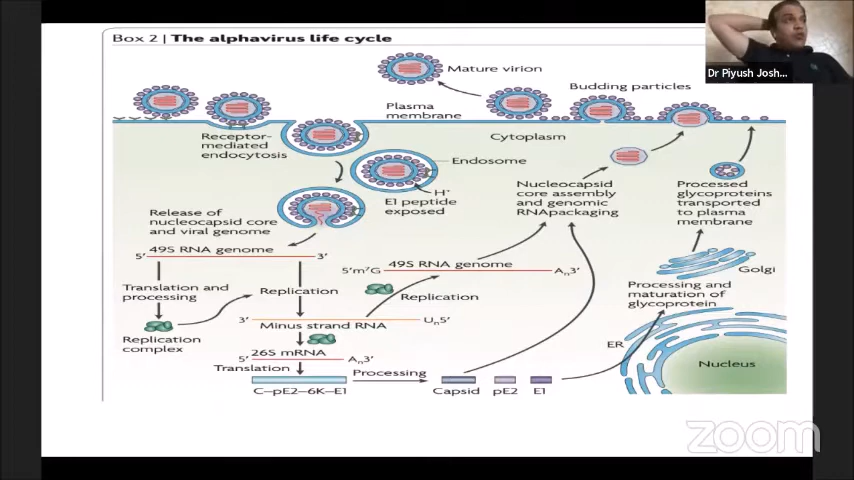 Box 2 | The alphavirus life cycle
Dr Piyush Josh...
Mature virion
Budding particles
Plasma
membrane
Receptor-
mediated
endocytosis
Cytoplasm
Endosome
H⁺
E1 peptide
exposed
Nucleocapsid
core assembly
and genomic
RNA packaging
Processed
glycoproteins
transported
to plasma
membrane
Release of
nucleocapsid core
and viral genome
5' 49S RNA genome 3'
5'm⁷G 49S RNA genome Aₙ3'
Golgi
Translation and
processing
Replication
Replication
Processing and
maturation of
glycoprotein
3' Minus strand RNA Uₙ5'
Replication
complex
ER
5' 26S mRNA Aₙ3'
Translation
Processing
Nucleus
C–pE2–6K–E1
Capsid pE2 E1
zoom